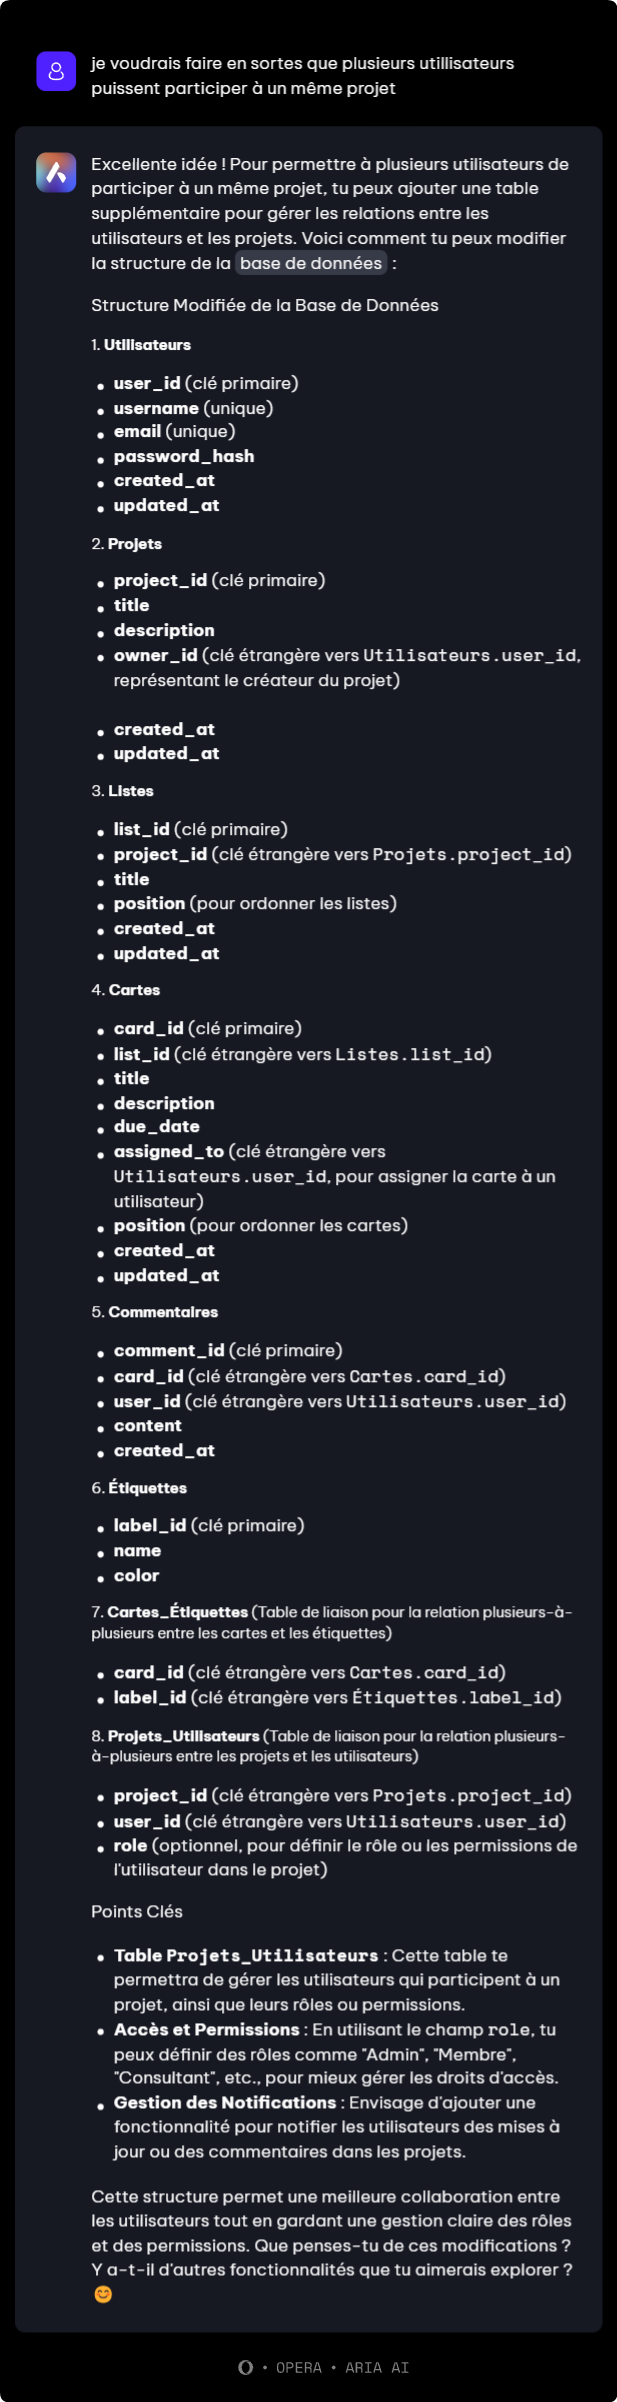 je voudrais faire en sortes que plusieurs utillisateurs
puissent participer à un même projet
Excellente idée ! Pour permettre à plusieurs utilisateurs de
participer à un même projet, tu peux ajouter une table
supplémentaire pour gérer les relations entre les
utilisateurs et les projets. Voici comment tu peux modifier
la structure de la base de données :
Structure Modifiée de la Base de Données
1. Utilisateurs
• user_id (clé primaire)
• username (unique)
• email (unique)
• password_hash
• created_at
• updated_at
2. Projets
• project_id (clé primaire)
• title
• description
• owner_id (clé étrangère vers Utilisateurs.user_id,
représentant le créateur du projet)
• created_at
• updated_at
3. Listes
• list_id (clé primaire)
• project_id (clé étrangère vers Projets.project_id)
• title
• position (pour ordonner les listes)
• created_at
• updated_at
4. Cartes
• card_id (clé primaire)
• list_id (clé étrangère vers Listes.list_id)
• title
• description
• due_date
• assigned_to (clé étrangère vers
Utilisateurs.user_id, pour assigner la carte à un
utilisateur)
• position (pour ordonner les cartes)
• created_at
• updated_at
5. Commentaires
• comment_id (clé primaire)
• card_id (clé étrangère vers Cartes.card_id)
• user_id (clé étrangère vers Utilisateurs.user_id)
• content
• created_at
6. Étiquettes
• label_id (clé primaire)
• name
• color
7. Cartes_Étiquettes (Table de liaison pour la relation plusieurs-à-
plusieurs entre les cartes et les étiquettes)
• card_id (clé étrangère vers Cartes.card_id)
• label_id (clé étrangère vers Étiquettes.label_id)
8. Projets_Utilisateurs (Table de liaison pour la relation plusieurs-
à-plusieurs entre les projets et les utilisateurs)
• project_id (clé étrangère vers Projets.project_id)
• user_id (clé étrangère vers Utilisateurs.user_id)
• role (optionnel, pour définir le rôle ou les permissions de
l'utilisateur dans le projet)
Points Clés
• Table Projets_Utilisateurs : Cette table te
permettra de gérer les utilisateurs qui participent à un
projet, ainsi que leurs rôles ou permissions.
• Accès et Permissions : En utilisant le champ role, tu
peux définir des rôles comme "Admin", "Membre",
"Consultant", etc., pour mieux gérer les droits d'accès.
• Gestion des Notifications : Envisage d'ajouter une
fonctionnalité pour notifier les utilisateurs des mises à
jour ou des commentaires dans les projets.
Cette structure permet une meilleure collaboration entre
les utilisateurs tout en gardant une gestion claire des rôles
et des permissions. Que penses-tu de ces modifications ?
Y a-t-il d'autres fonctionnalités que tu aimerais explorer ?
😊
• OPERA • ARIA AI